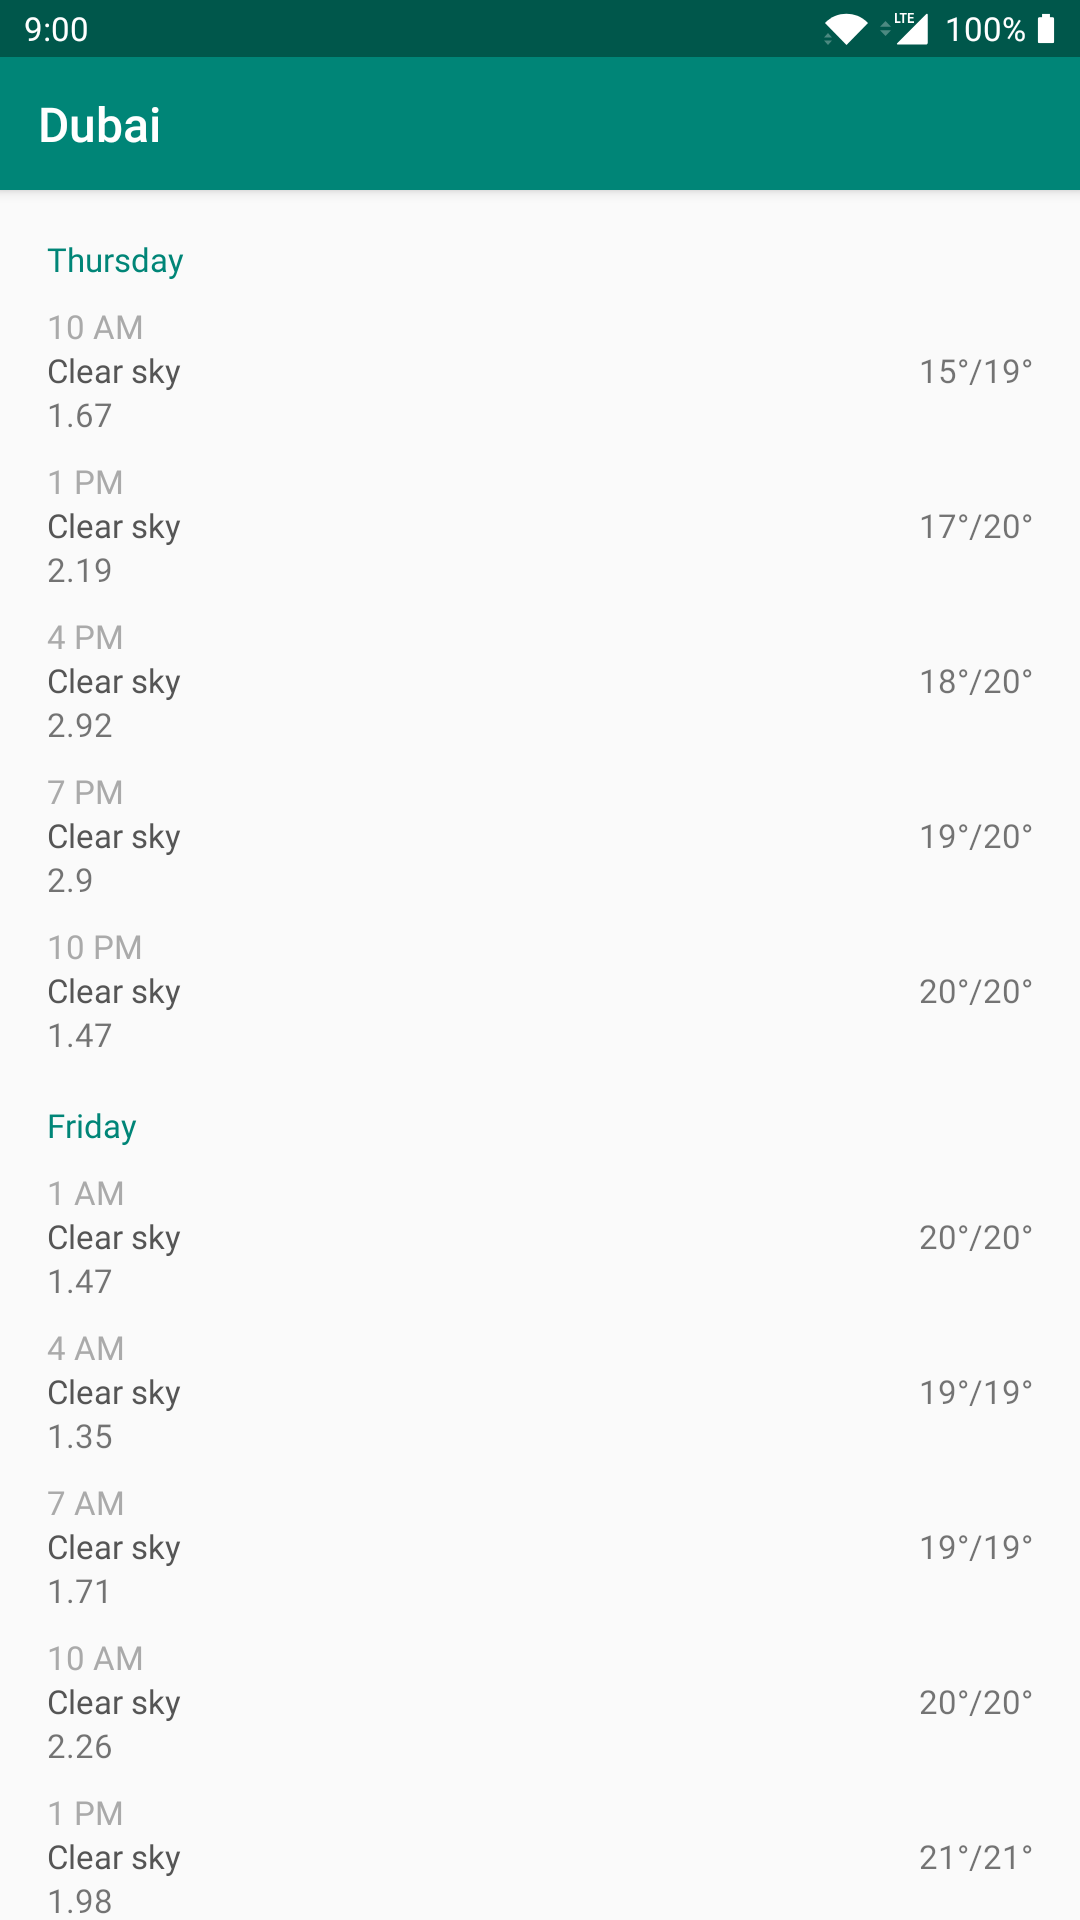 9:00 LTE 100%
Dubai
Thursday
10 AM
Clear sky 15°/19°
1.67
1 PM
Clear sky 17°/20°
2.19
4 PM
Clear sky 18°/20°
2.92
7 PM
Clear sky 19°/20°
2.9
10 PM
Clear sky 20°/20°
1.47
Friday
1 AM
Clear sky 20°/20°
1.47
4 AM
Clear sky 19°/19°
1.35
7 AM
Clear sky 19°/19°
1.71
10 AM
Clear sky 20°/20°
2.26
1 PM
Clear sky 21°/21°
1.98